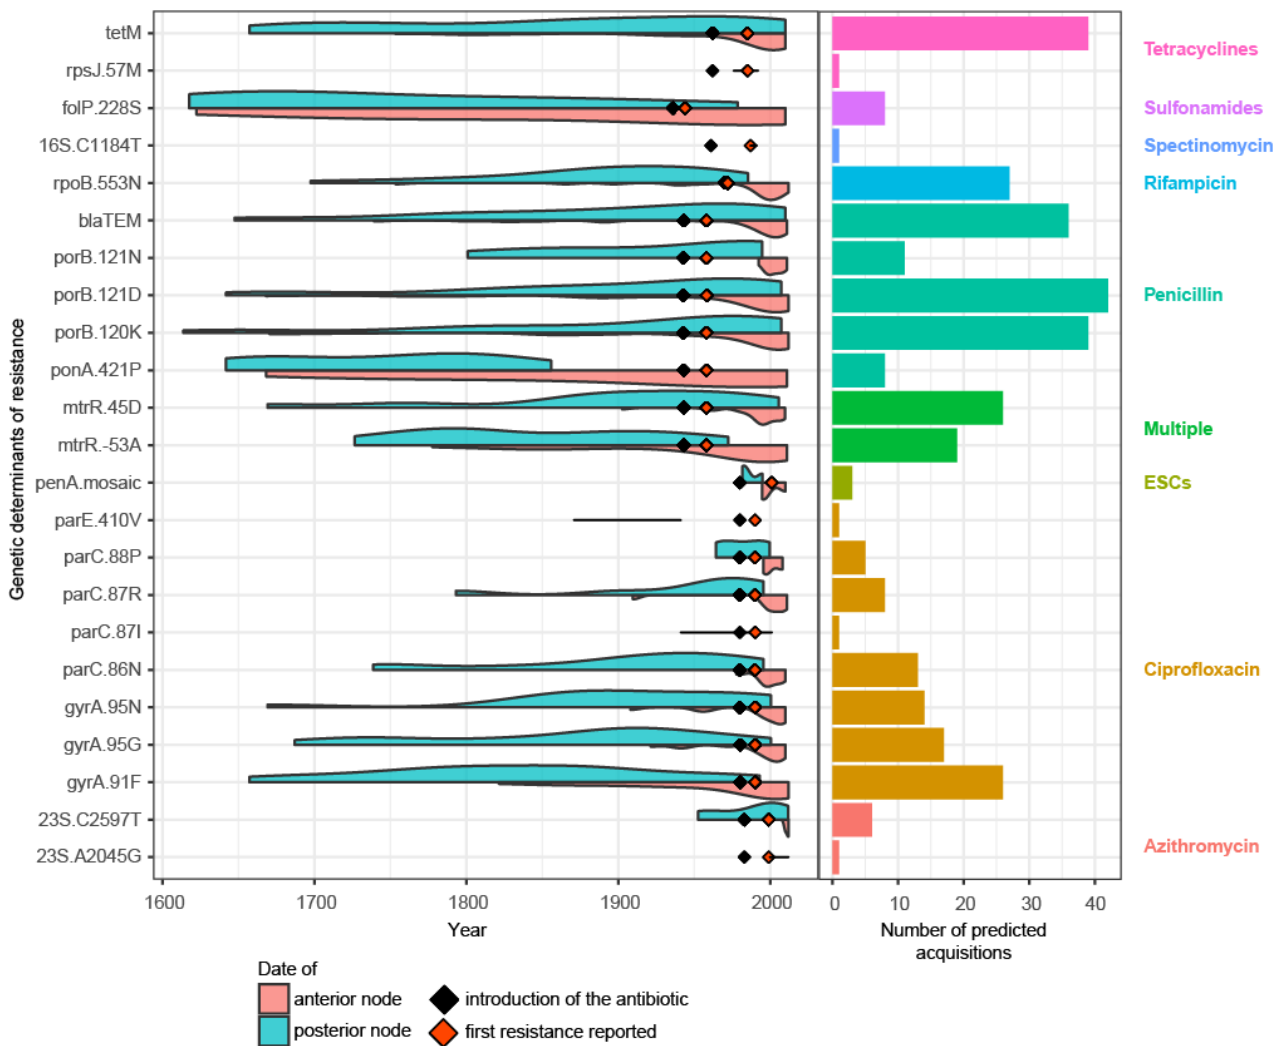 Genetic determinants of resistance
tetM
rpsJ.57M
folP.228S
16S.C1184T
rpoB.553N
blaTEM
porB.121N
porB.121D
porB.120K
ponA.421P
mtrR.45D
mtrR.-53A
penA.mosaic
parE.410V
parC.88P
parC.87R
parC.87I
parC.86N
gyrA.95N
gyrA.95G
gyrA.91F
23S.C2597T
23S.A2045G
1600 1700 1800 1900 2000
Year
Tetracyclines
Sulfonamides
Spectinomycin
Rifampicin
Penicillin
Multiple
ESCs
Ciprofloxacin
Azithromycin
0 10 20 30 40
Number of predicted
acquisitions
Date of
anterior node
posterior node
introduction of the antibiotic
first resistance reported